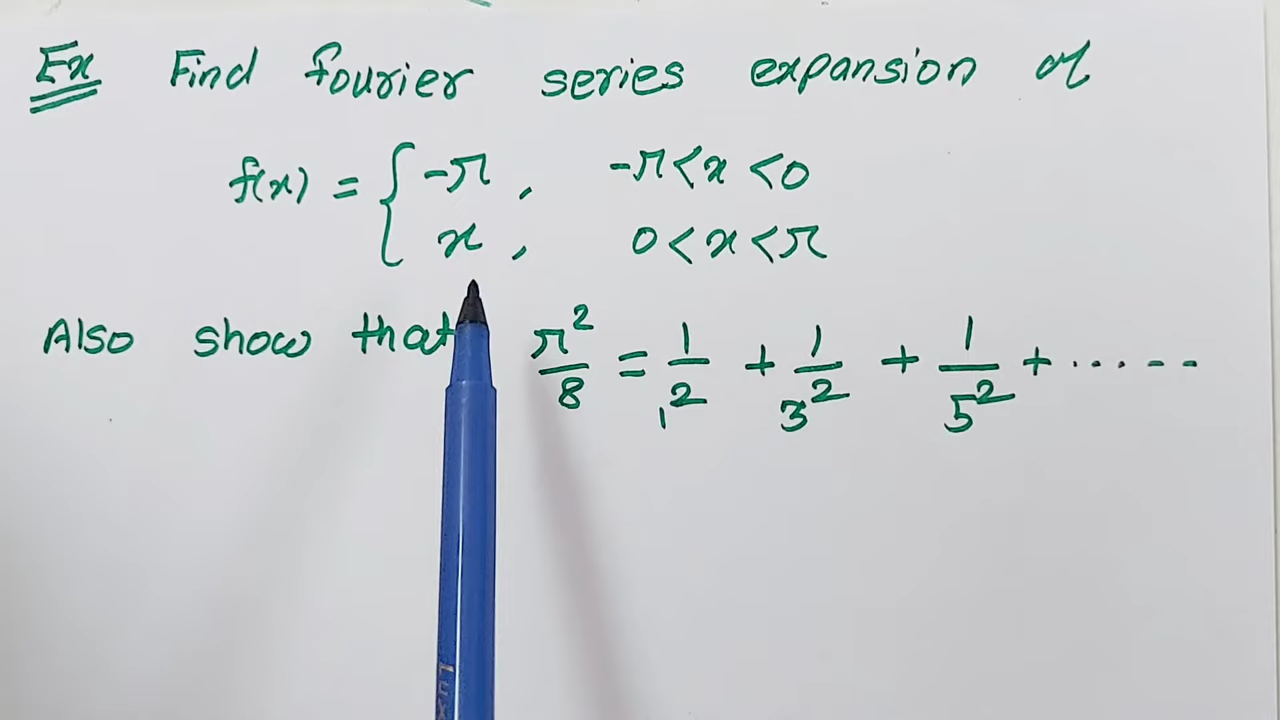 Ex Find fourier series expansion of
f(x) = { -π, -π<x<0
x, 0<x<π
Also show that π²/8 = 1/1² + 1/3² + 1/5² + ......